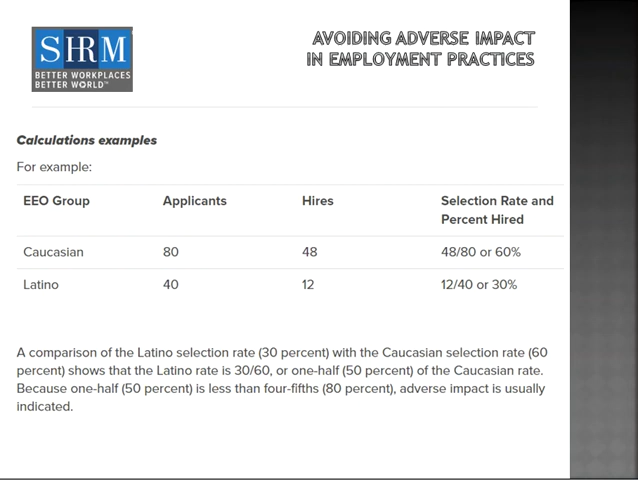 SHRM
BETTER WORKPLACES
BETTER WORLD™
AVOIDING ADVERSE IMPACT
IN EMPLOYMENT PRACTICES
Calculations examples
For example:
EEO Group Applicants Hires Selection Rate and
Percent Hired
Caucasian 80 48 48/80 or 60%
Latino 40 12 12/40 or 30%
A comparison of the Latino selection rate (30 percent) with the Caucasian selection rate (60
percent) shows that the Latino rate is 30/60, or one-half (50 percent) of the Caucasian rate.
Because one-half (50 percent) is less than four-fifths (80 percent), adverse impact is usually
indicated.